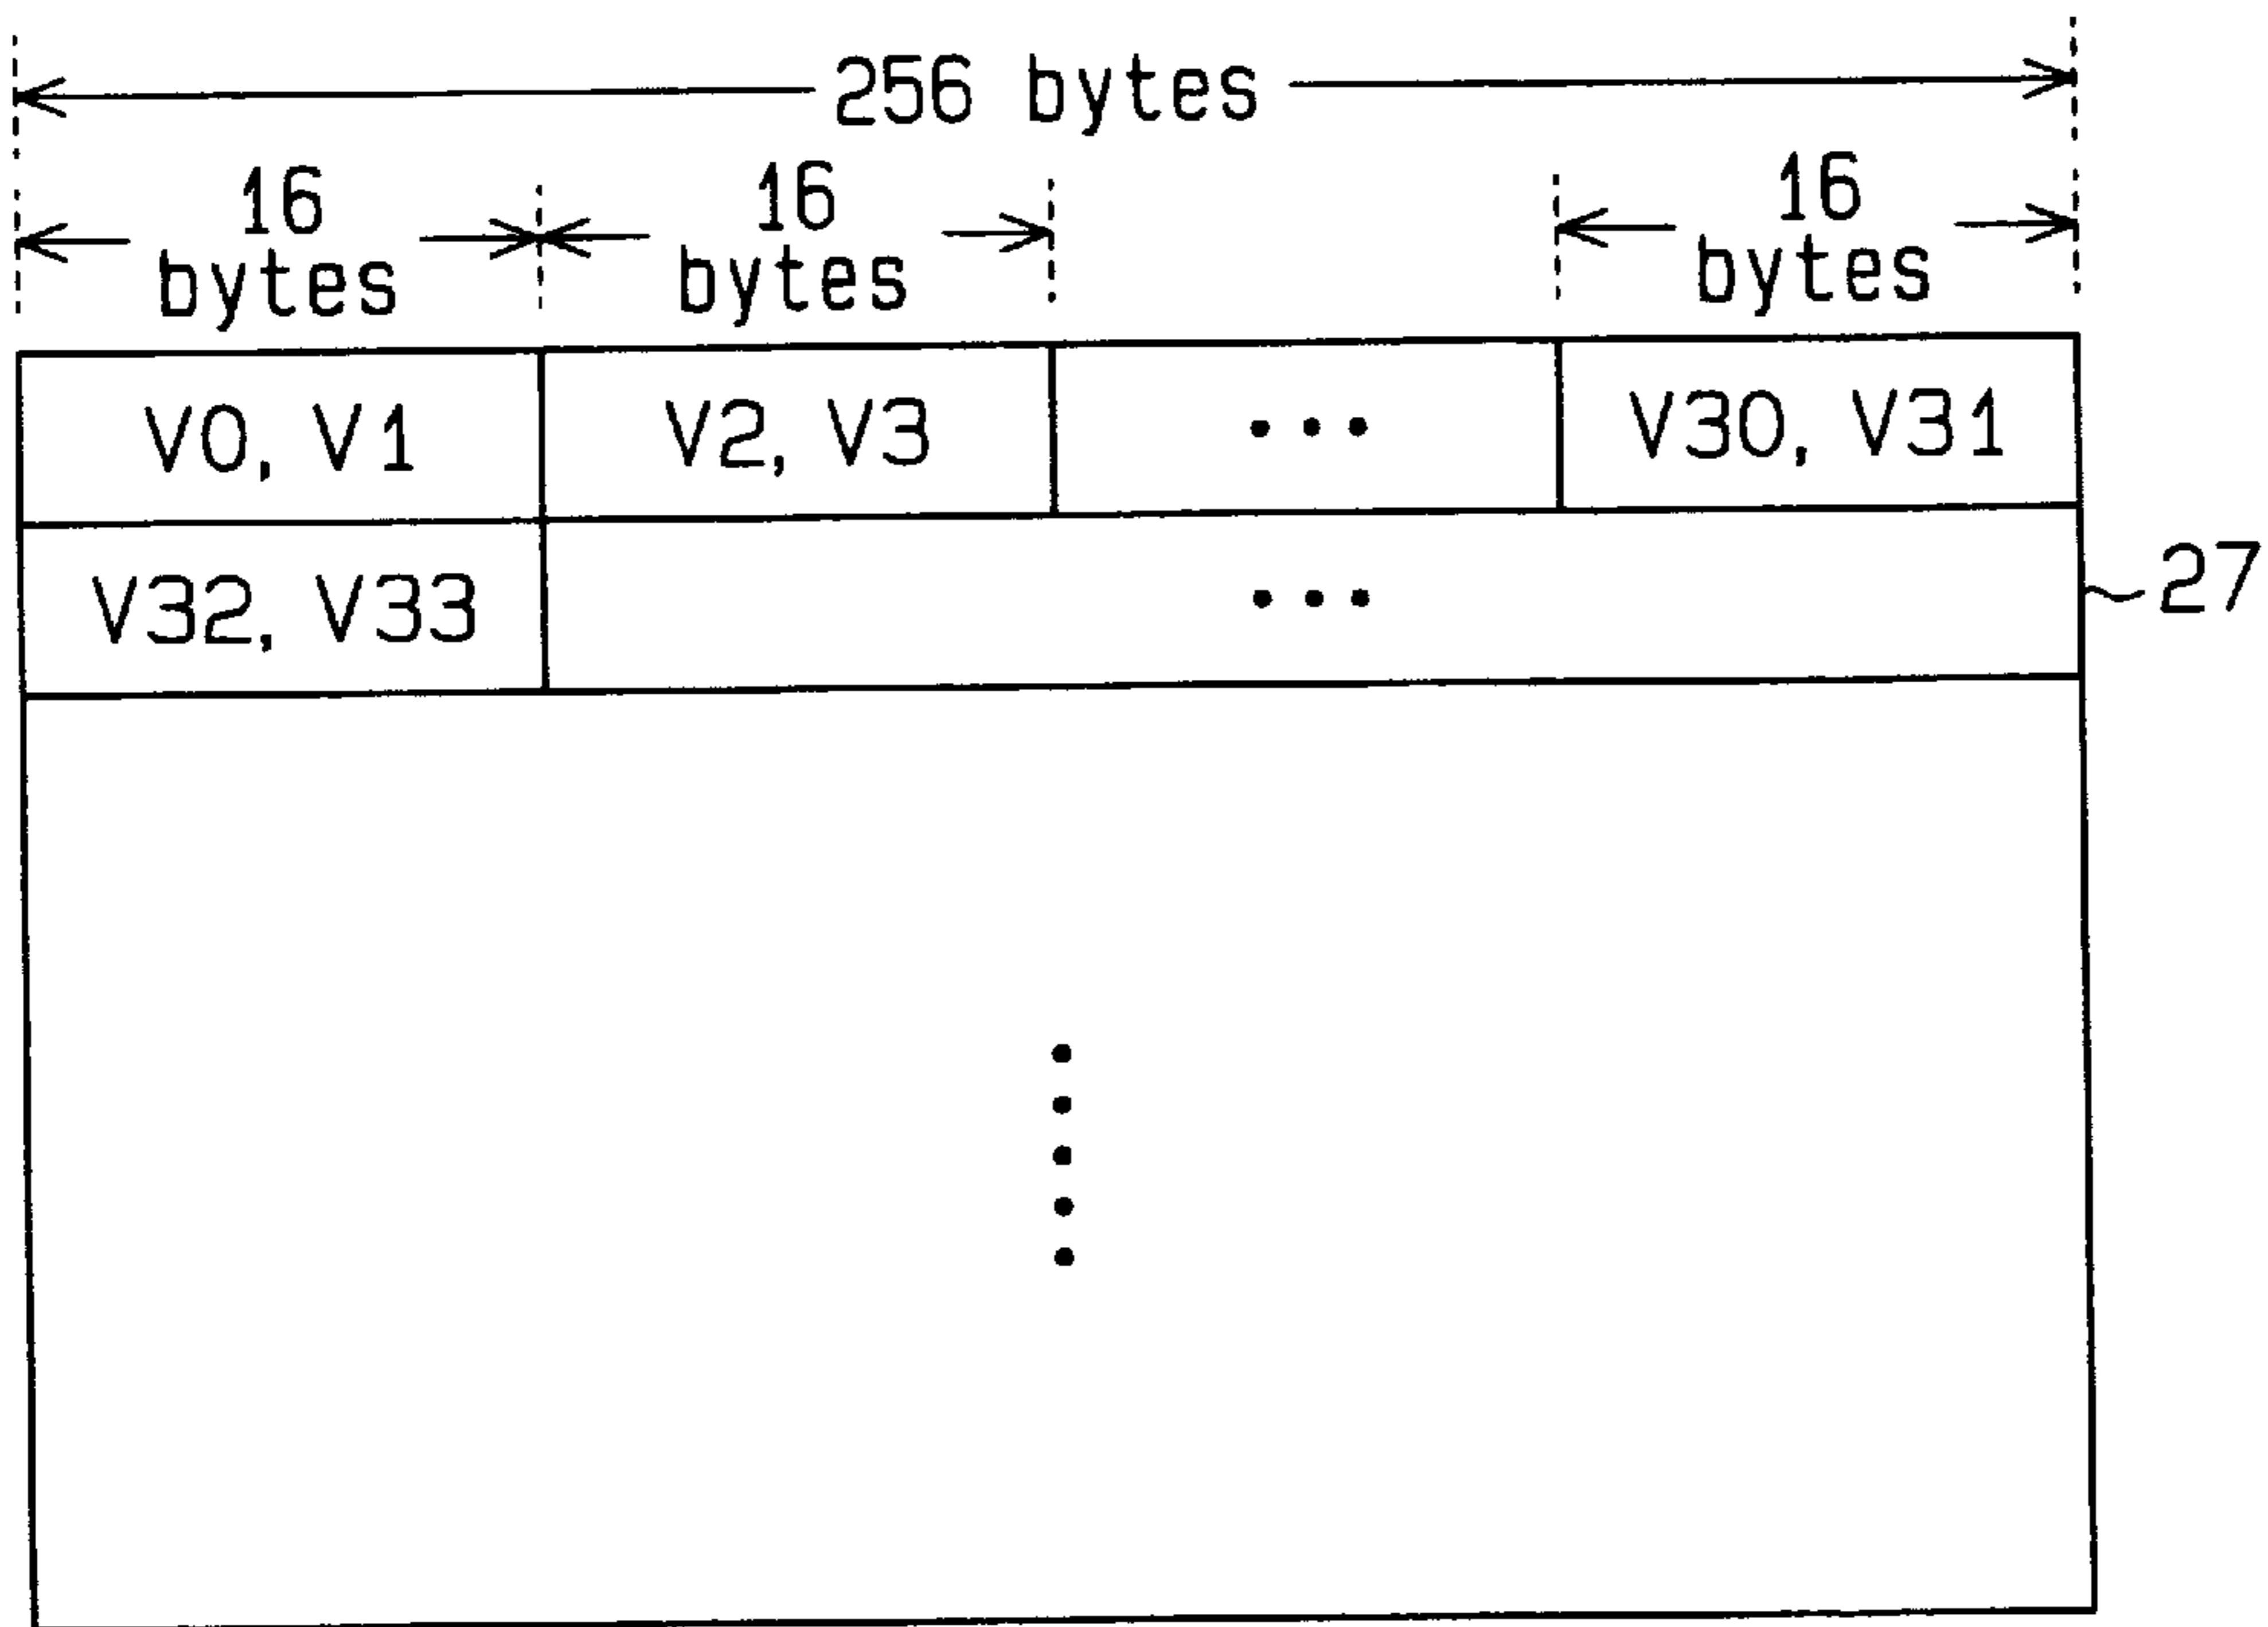 256 bytes
16 bytes
16 bytes
16 bytes
V0, V1
V2, V3
...
V30, V31
V32, V33
...
27